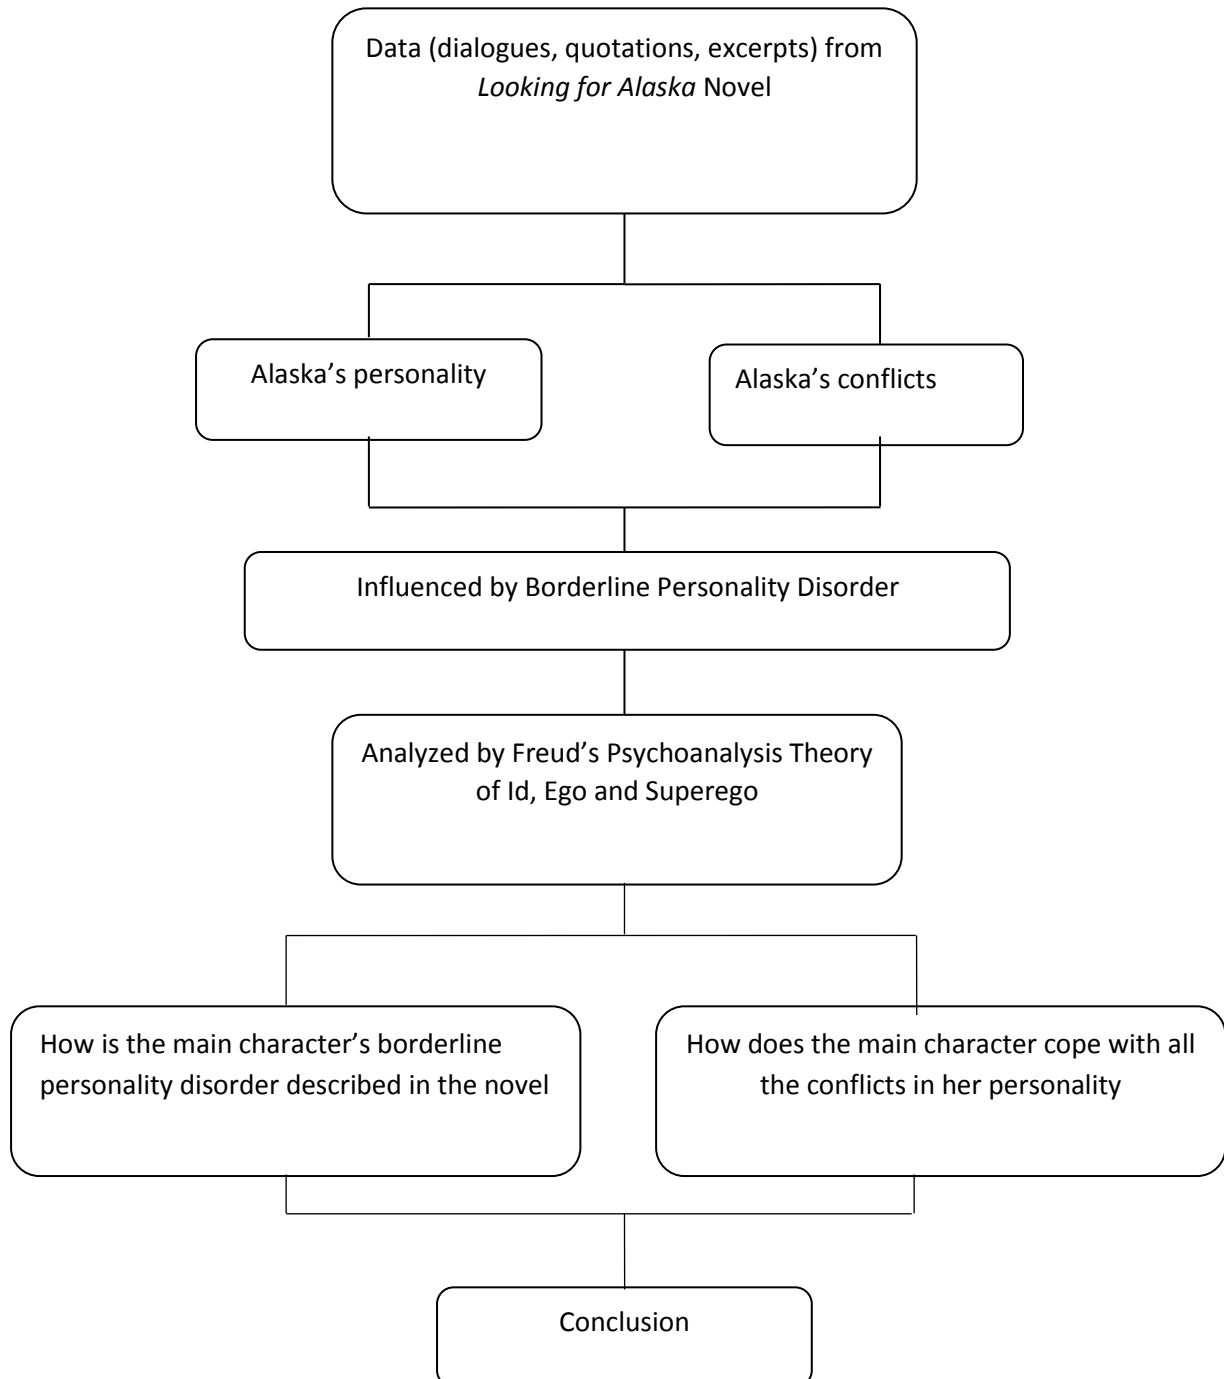 Data (dialogues, quotations, excerpts) from
Looking for Alaska Novel
Alaska’s personality
Alaska’s conflicts
Influenced by Borderline Personality Disorder
Analyzed by Freud’s Psychoanalysis Theory
of Id, Ego and Superego
How is the main character’s borderline
personality disorder described in the novel
How does the main character cope with all
the conflicts in her personality
Conclusion